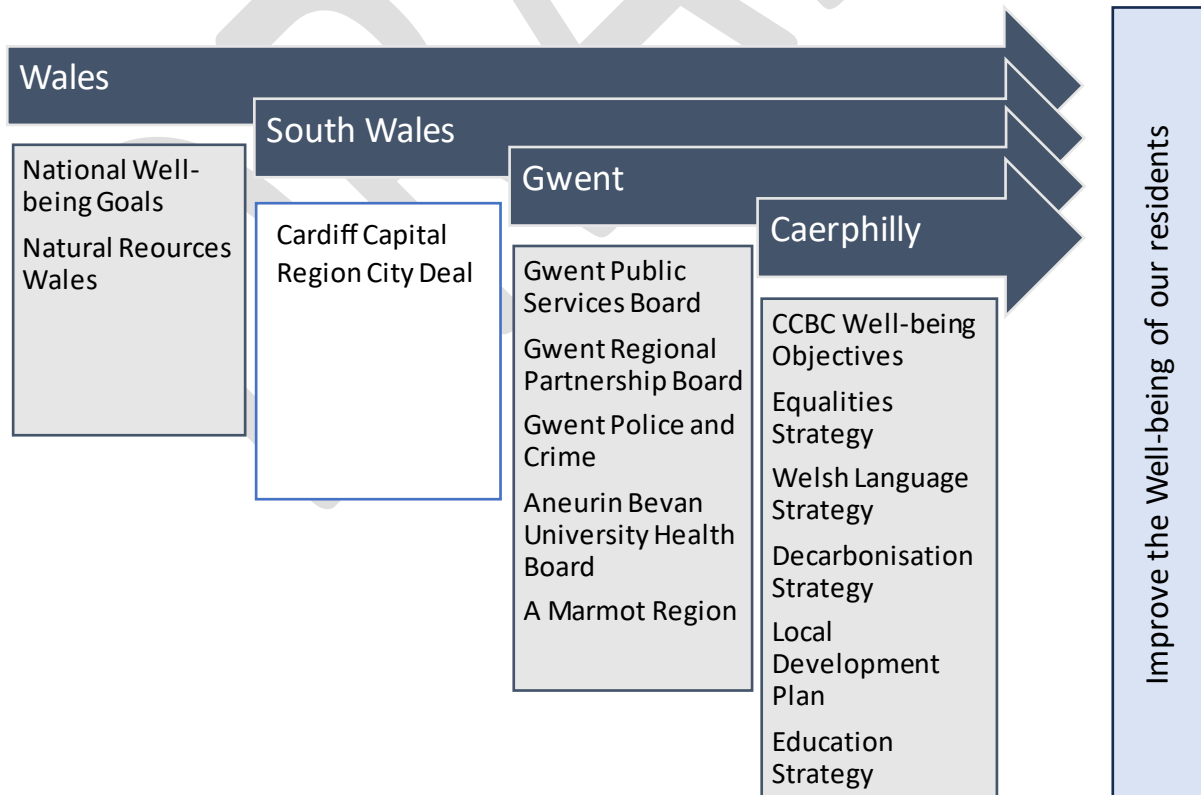 Wales
National Well-
being Goals
Natural Reources
Wales
South Wales
Cardiff Capital
Region City Deal
Gwent
Gwent Public
Services Board
Gwent Regional
Partnership Board
Gwent Police and
Crime
Aneurin Bevan
University Health
Board
A Marmot Region
Caerphilly
CCBC Well-being
Objectives
Equalities
Strategy
Welsh Language
Strategy
Decarbonisation
Strategy
Local
Development
Plan
Education
Strategy
Improve the Well-being of our residents